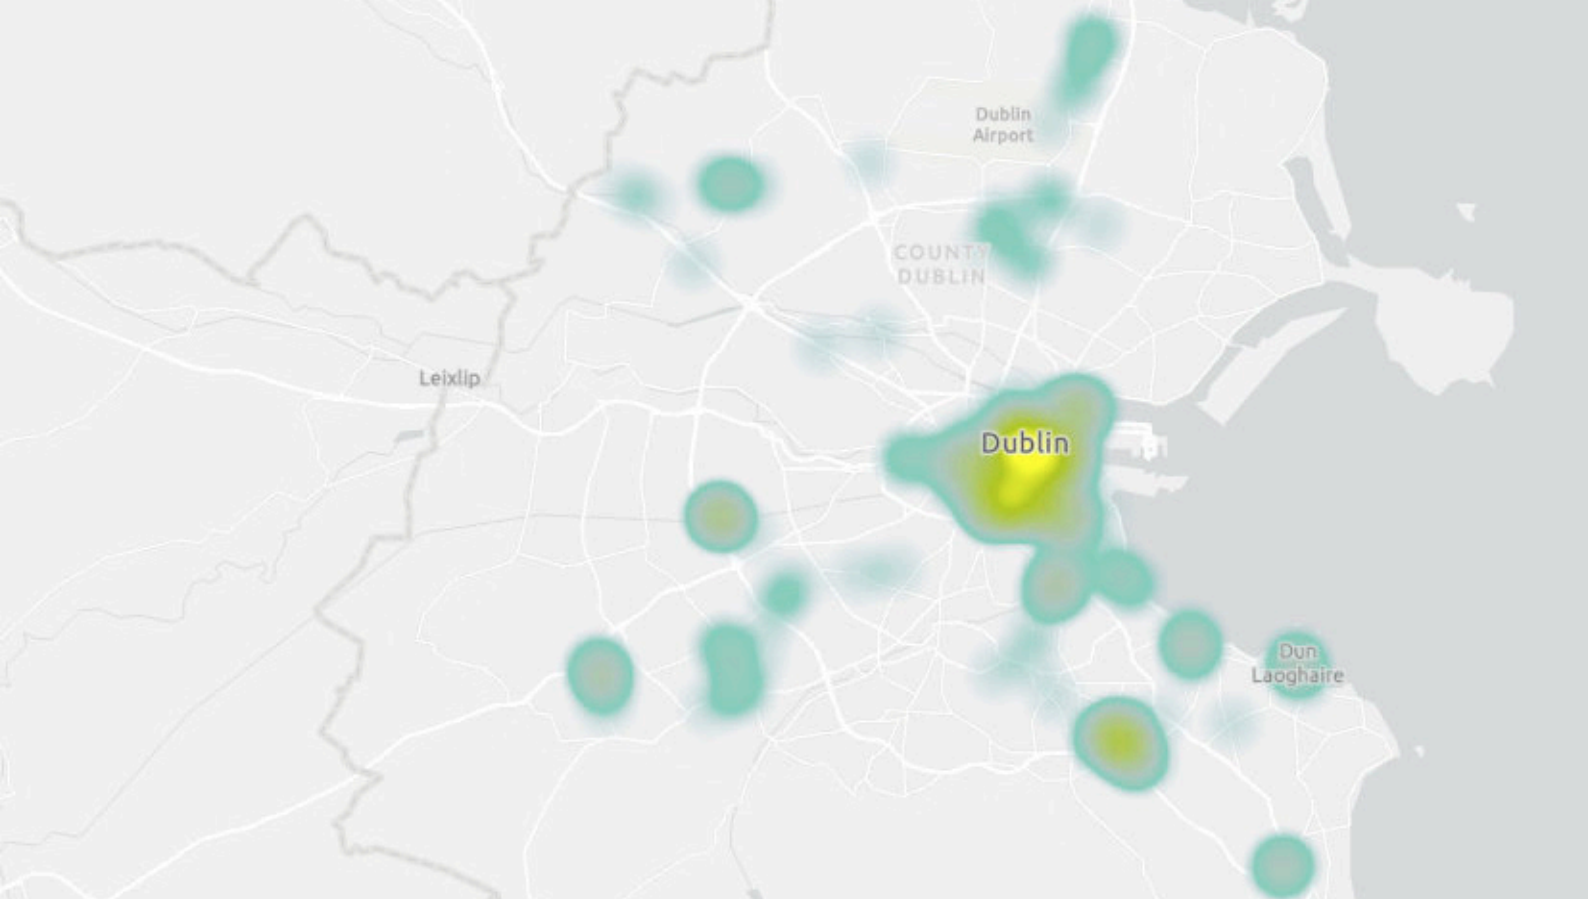 Dublin
Airport
COUNTY
DUBLIN
Leixlip
Dublin
Dun
Laoghaire